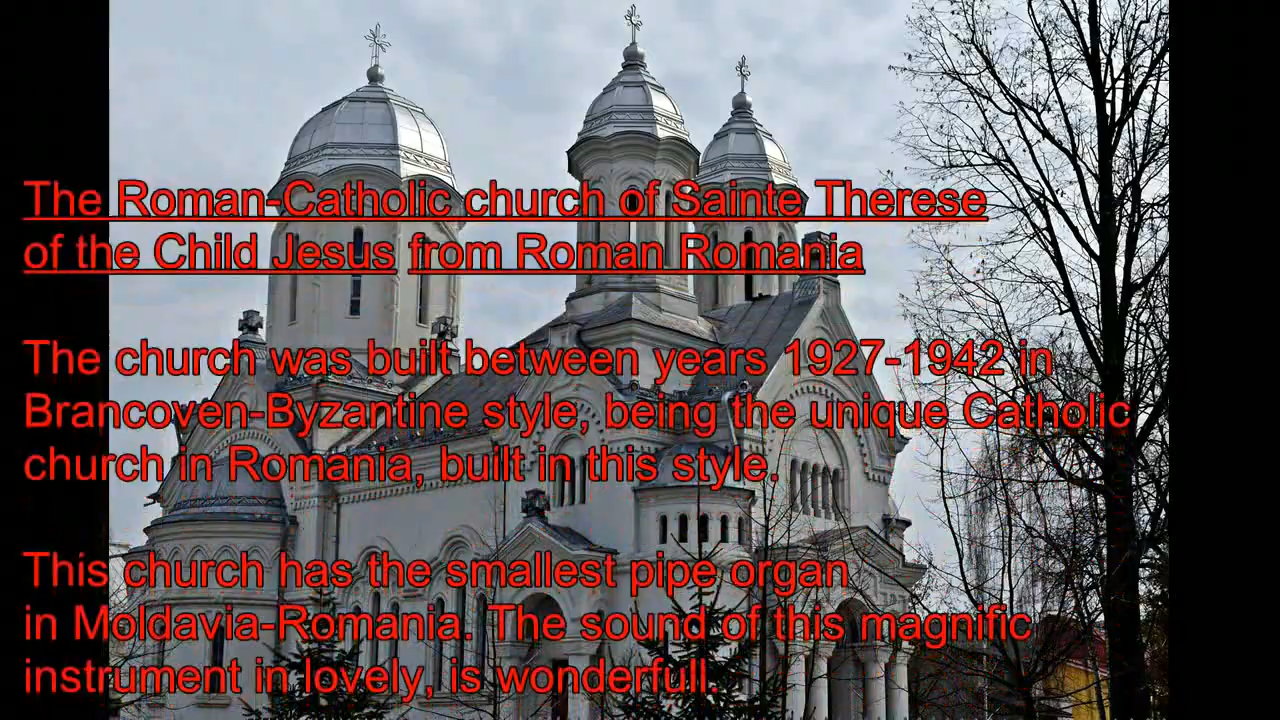 The Roman-Catholic church of Sainte Therese
of the Child Jesus from Roman Romania
The church was built between years 1927-1942 in
Brancoven-Byzantine style, being the unique Catholic
church in Romania, built in this style.
This church has the smallest pipe organ
in Moldavia-Romania. The sound of this magnific
instrument in lovely, is wonderfull.